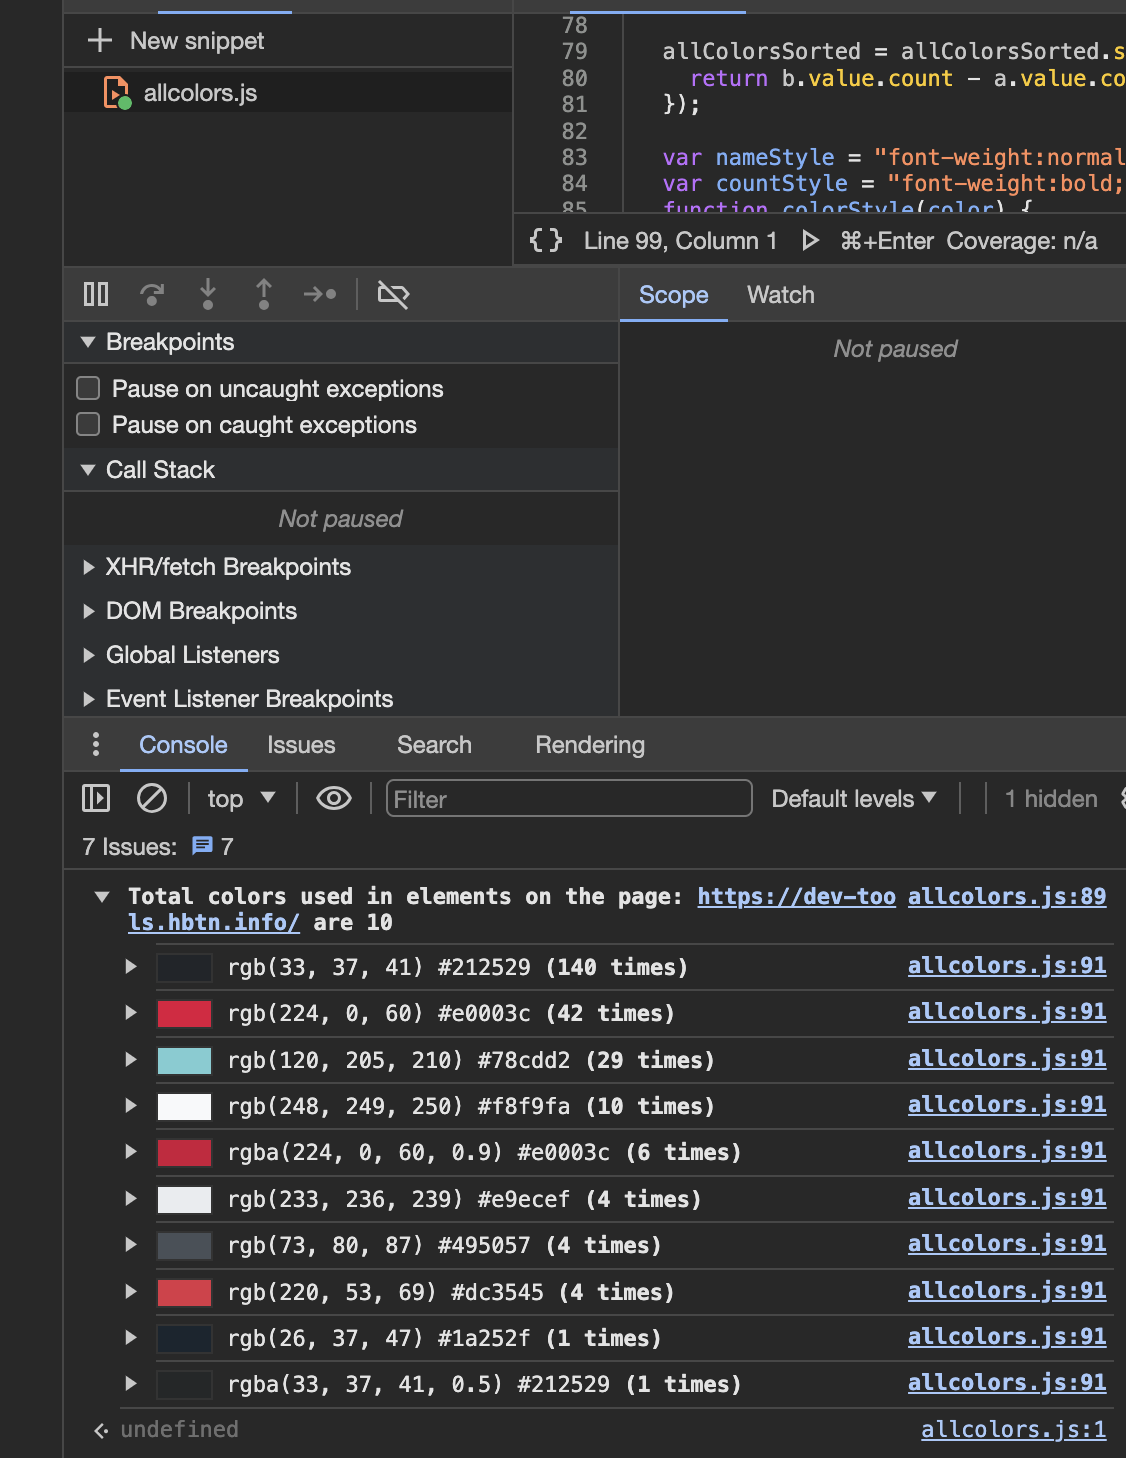 New snippet
allcolors.js
78
79 allColorsSorted = allColorsSorted.s
80 return b.value.count - a.value.co
81 });
82
83 var nameStyle = "font-weight:normal
84 var countStyle = "font-weight:bold;
85 function colorStyle(color) {
{} Line 99, Column 1 ⌘+Enter Coverage: n/a
Scope Watch
Breakpoints
Not paused
Pause on uncaught exceptions
Pause on caught exceptions
Call Stack
Not paused
XHR/fetch Breakpoints
DOM Breakpoints
Global Listeners
Event Listener Breakpoints
Console Issues Search Rendering
top Filter Default levels 1 hidden
7 Issues: 7
Total colors used in elements on the page: https://dev-too allcolors.js:89
ls.hbtn.info/ are 10
rgb(33, 37, 41) #212529 (140 times) allcolors.js:91
rgb(224, 0, 60) #e0003c (42 times) allcolors.js:91
rgb(120, 205, 210) #78cdd2 (29 times) allcolors.js:91
rgb(248, 249, 250) #f8f9fa (10 times) allcolors.js:91
rgba(224, 0, 60, 0.9) #e0003c (6 times) allcolors.js:91
rgb(233, 236, 239) #e9ecef (4 times) allcolors.js:91
rgb(73, 80, 87) #495057 (4 times) allcolors.js:91
rgb(220, 53, 69) #dc3545 (4 times) allcolors.js:91
rgb(26, 37, 47) #1a252f (1 times) allcolors.js:91
rgba(33, 37, 41, 0.5) #212529 (1 times) allcolors.js:91
undefined allcolors.js:1